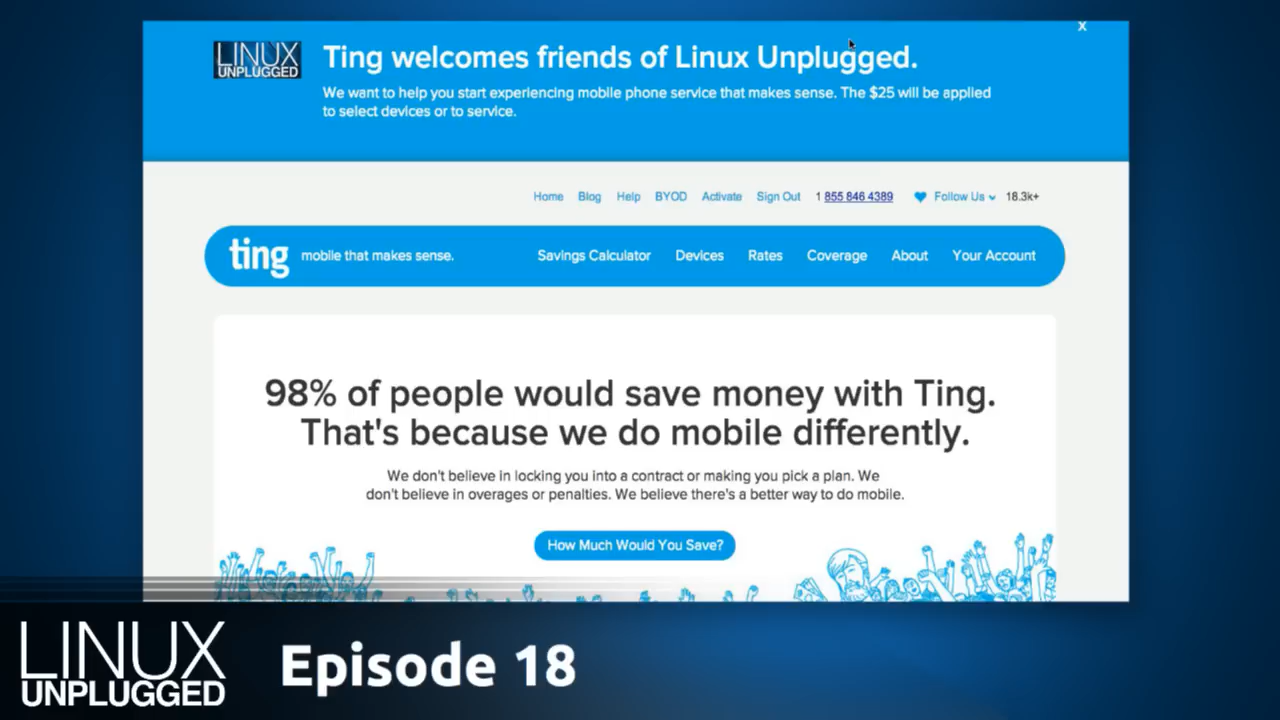 x
LINUX
UNPLUGGED
Ting welcomes friends of Linux Unplugged.
We want to help you start experiencing mobile phone service that makes sense. The $25 will be applied
to select devices or to service.
Home Blog Help BYOD Activate Sign Out 1 855 846 4389 Follow Us 18.3k+
ting mobile that makes sense. Savings Calculator Devices Rates Coverage About Your Account
98% of people would save money with Ting.
That's because we do mobile differently.
We don't believe in locking you into a contract or making you pick a plan. We
don't believe in overages or penalties. We believe there's a better way to do mobile.
How Much Would You Save?
LINUX
UNPLUGGED
Episode 18